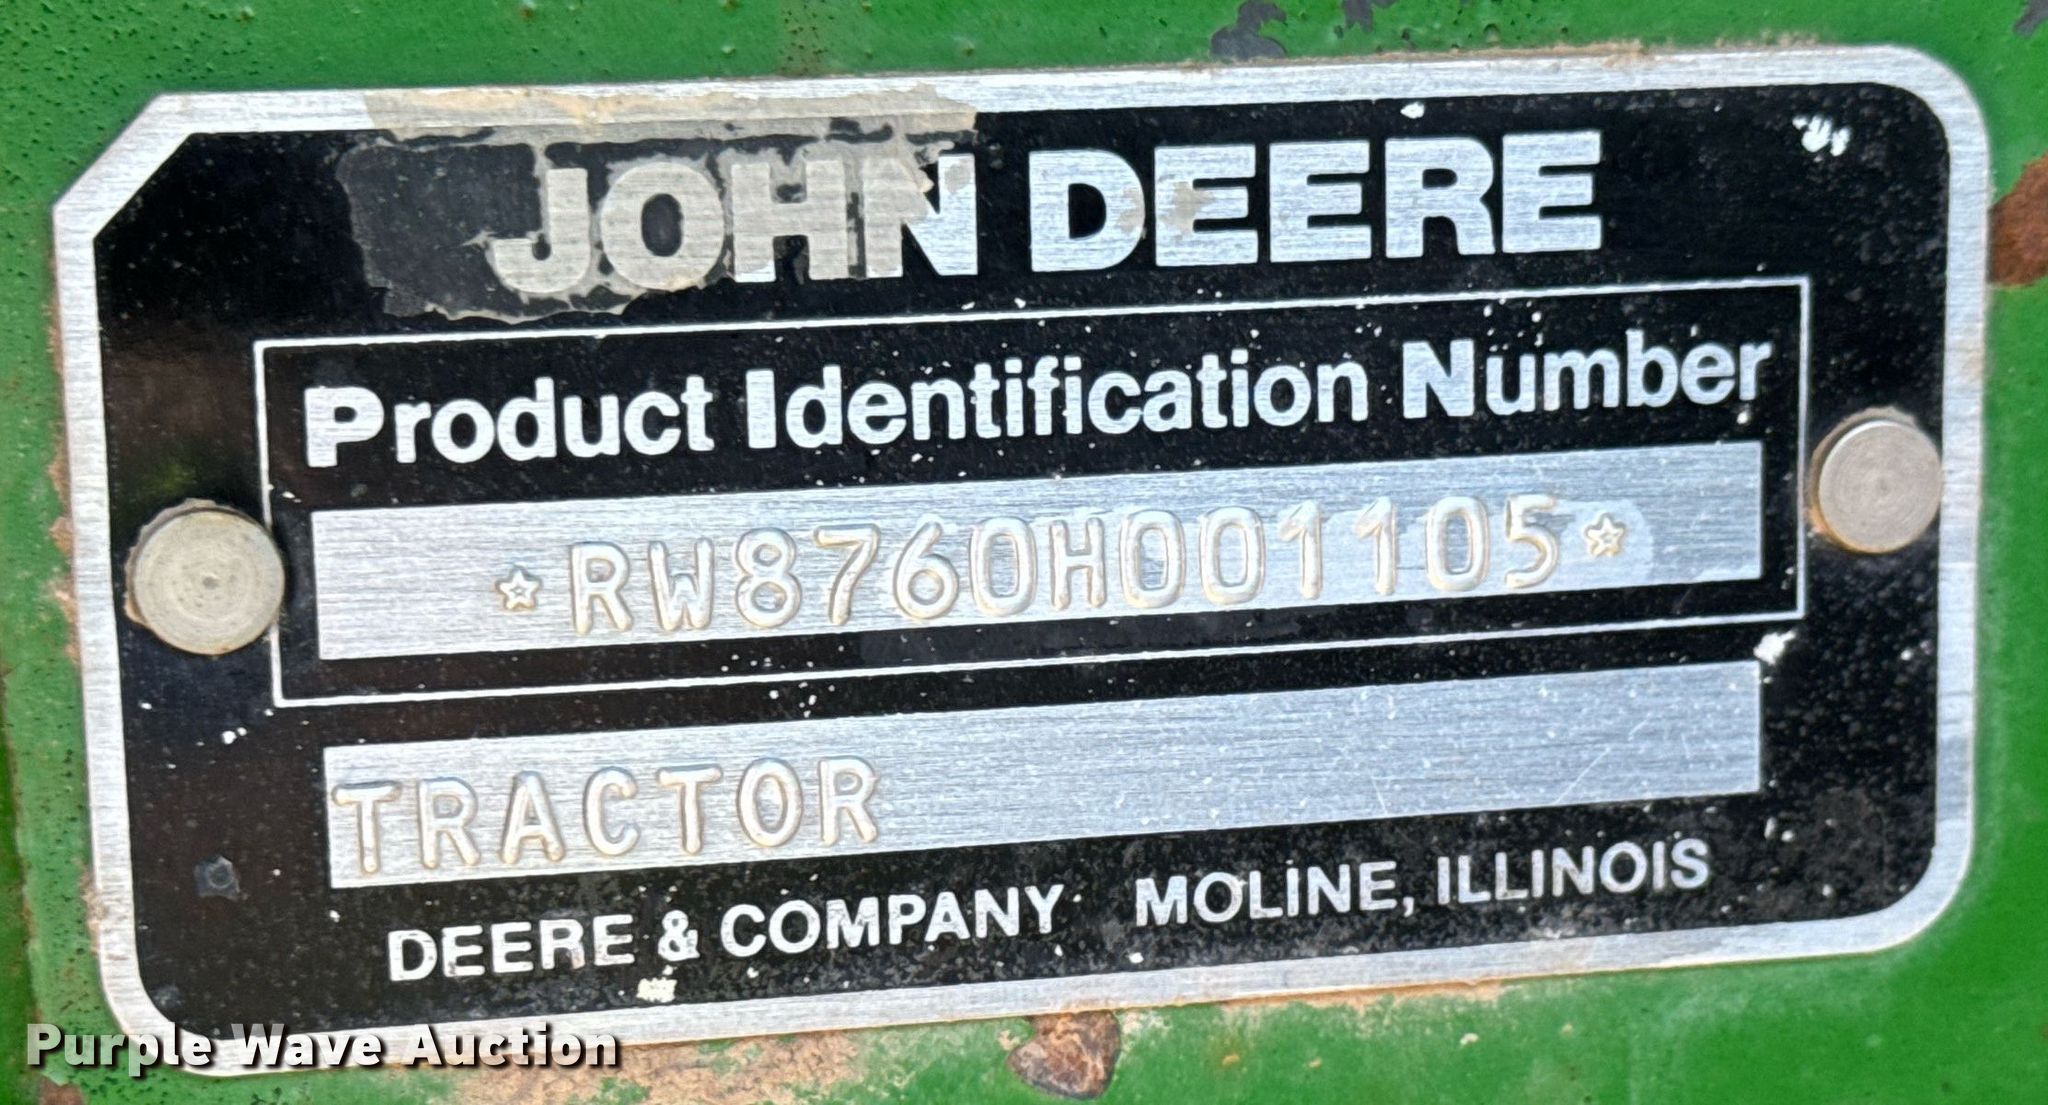 JOHN DEERE
Product Identification Number
☆RW8760H001105☆
TRACTOR
DEERE & COMPANY MOLINE, ILLINOIS
Purple Wave Auction